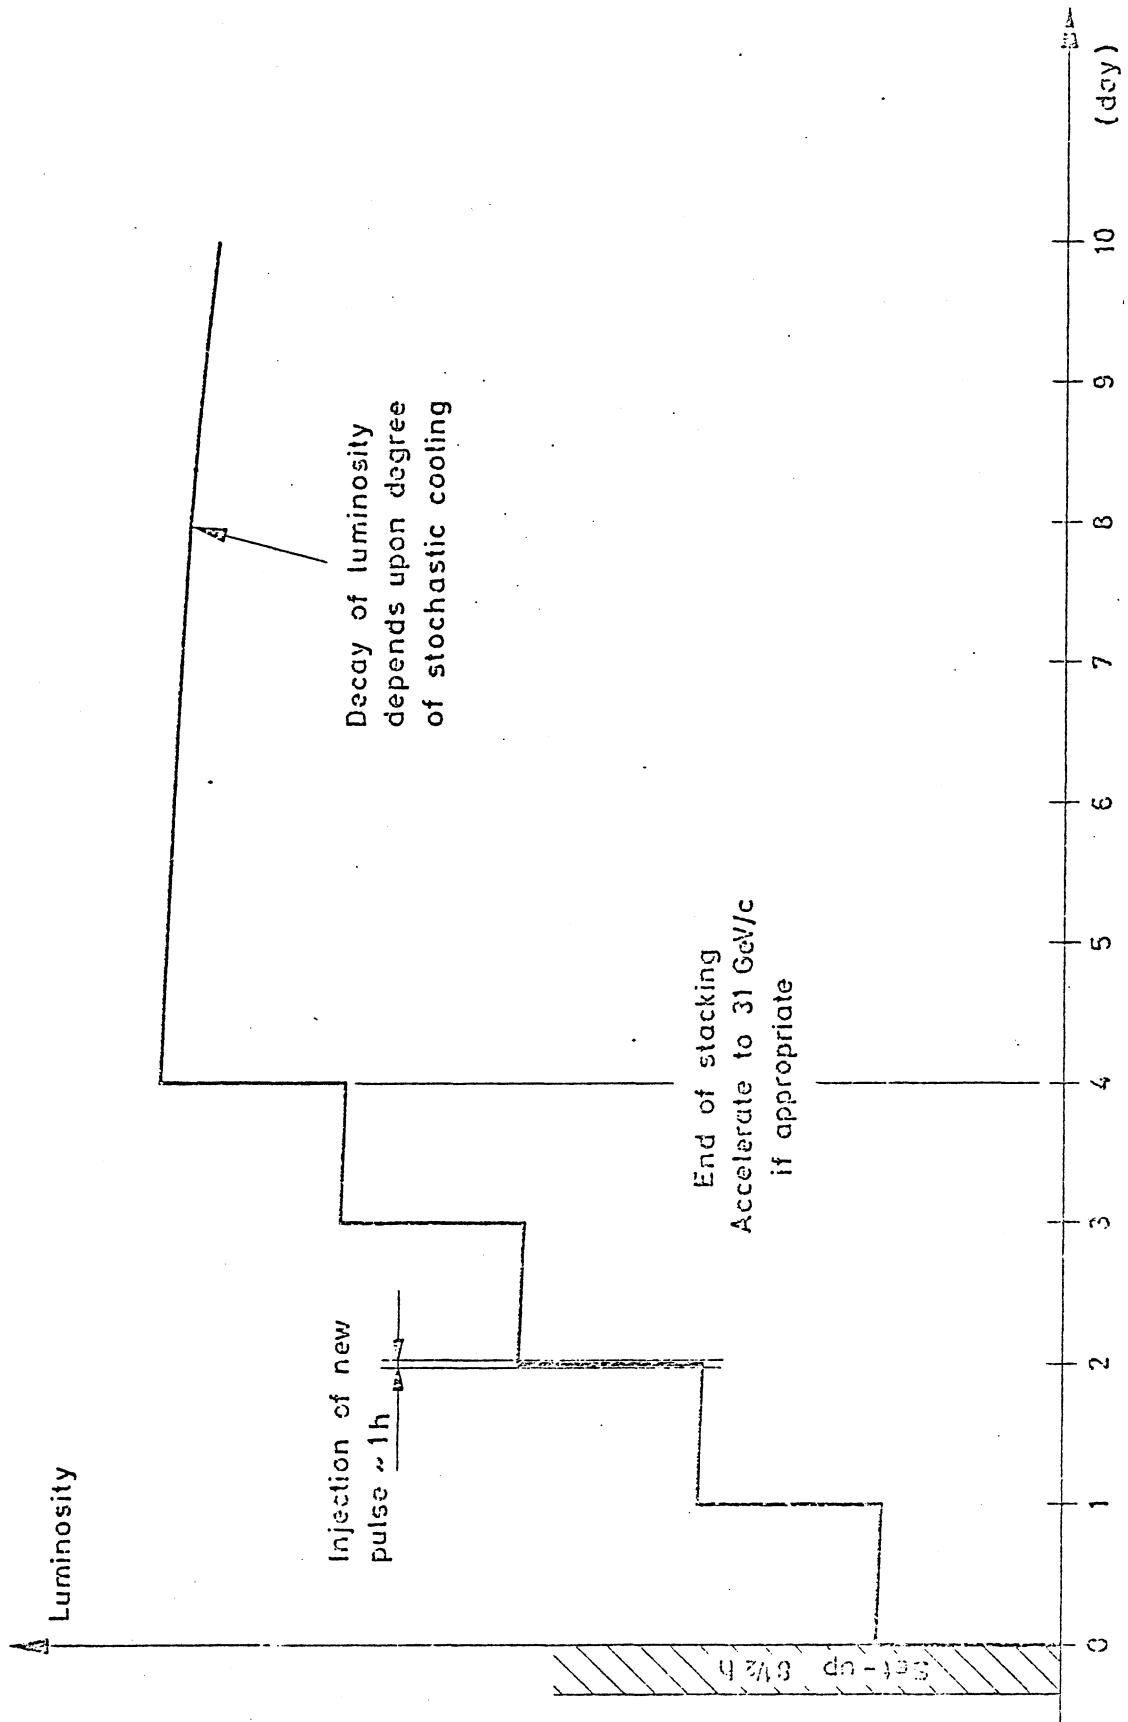 Luminosity
Injection of new
pulse ~ 1h
Decay of luminosity
depends upon degree
of stochastic cooling
End of stacking
Accelerate to 31 GeV/c
if appropriate
Set-up 8½ h
0 1 2 3 4 5 6 7 8 9 10 (day)